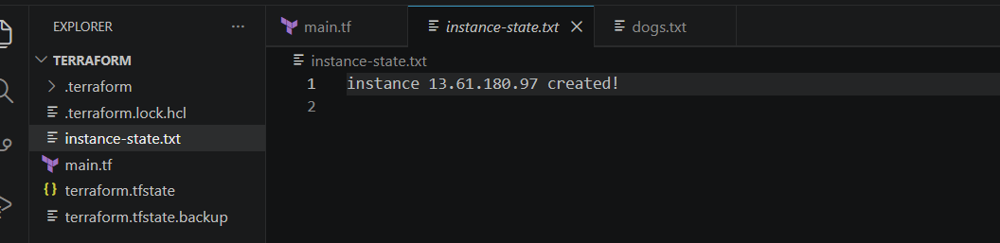 EXPLORER
...
TERRAFORM
.terraform
.terraform.lock.hcl
instance-state.txt
main.tf
{} terraform.tfstate
terraform.tfstate.backup
main.tf
instance-state.txt
dogs.txt
instance-state.txt
1 instance 13.61.180.97 created!
2